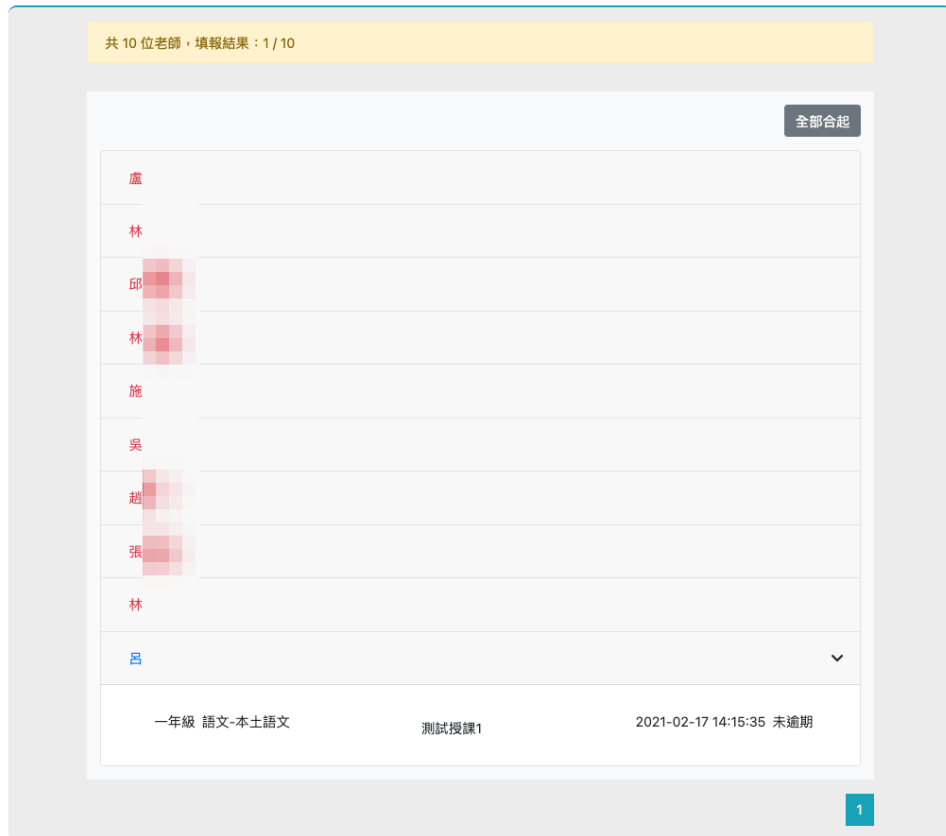 共 10 位老師，填報結果：1 / 10
全部合起
盧
林
邱
林
施
吳
趙
張
林
呂
一年級 語文-本土語文 測試授課1 2021-02-17 14:15:35 未逾期
1